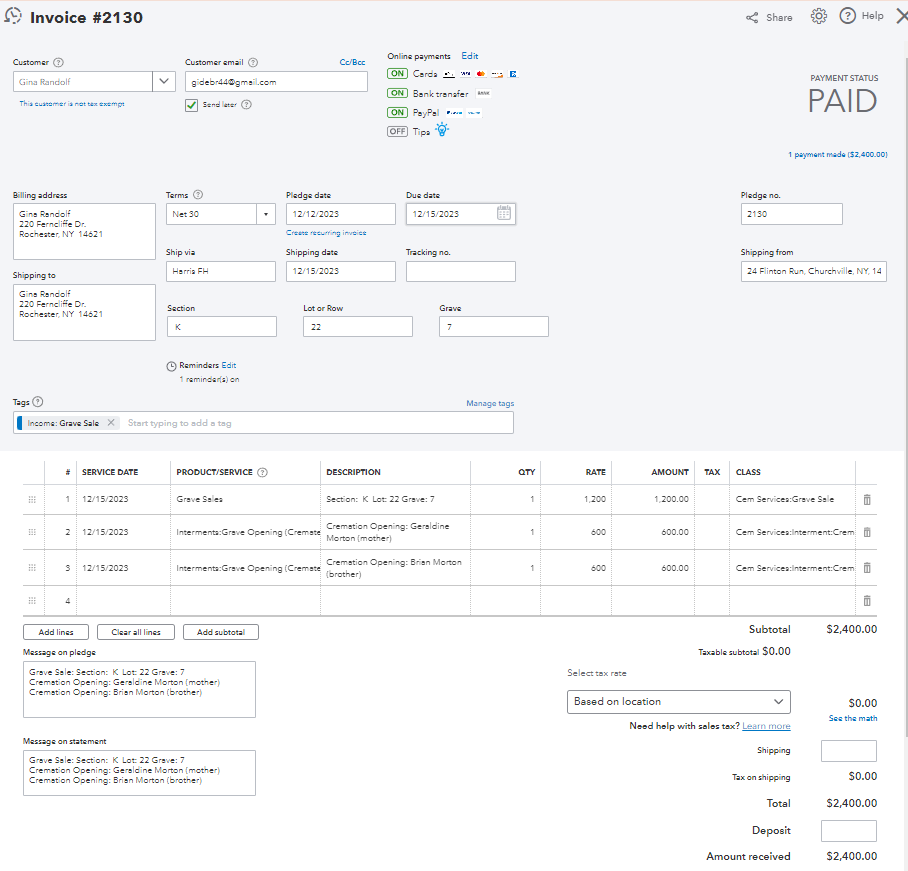 Invoice #2130
Share
Help
Customer
Customer email
Cc/Bcc
Gina Randolf
gidebr44@gmail.com
This customer is not tax exempt
Send later
Online payments Edit
ON Cards
ON Bank transfer BANK
ON PayPal
OFF Tips
PAYMENT STATUS
PAID
1 payment made ($2,400.00)
Billing address
Gina Randolf
220 Ferncliffe Dr.
Rochester, NY 14621
Terms
Net 30
Pledge date
12/12/2023
Create recurring invoice
Due date
12/15/2023
Pledge no.
2130
Ship via
Harris FH
Shipping date
12/15/2023
Tracking no.
Shipping from
24 Flinton Run, Churchville, NY, 14
Shipping to
Gina Randolf
220 Ferncliffe Dr.
Rochester, NY 14621
Section
K
Lot or Row
22
Grave
7
Reminders Edit
1 reminder(s) on
Tags
Manage tags
Income: Grave Sale
Start typing to add a tag
# SERVICE DATE PRODUCT/SERVICE DESCRIPTION QTY RATE AMOUNT TAX CLASS
1 12/15/2023 Grave Sales Section: K Lot: 22 Grave: 7 1 1,200 1,200.00 Cem Services:Grave Sale
2 12/15/2023 Interments:Grave Opening (Cremate Cremation Opening: Geraldine Morton (mother) 1 600 600.00 Cem Services:Interment:Crem
3 12/15/2023 Interments:Grave Opening (Cremate Cremation Opening: Brian Morton (brother) 1 600 600.00 Cem Services:Interment:Crem
4
Add lines
Clear all lines
Add subtotal
Subtotal $2,400.00
Message on pledge
Taxable subtotal $0.00
Grave Sale: Section: K Lot: 22 Grave: 7
Cremation Opening: Geraldine Morton (mother)
Cremation Opening: Brian Morton (brother)
Select tax rate
Based on location
$0.00
See the math
Need help with sales tax? Learn more
Message on statement
Grave Sale: Section: K Lot: 22 Grave: 7
Cremation Opening: Geraldine Morton (mother)
Cremation Opening: Brian Morton (brother)
Shipping
Tax on shipping $0.00
Total $2,400.00
Deposit
Amount received $2,400.00